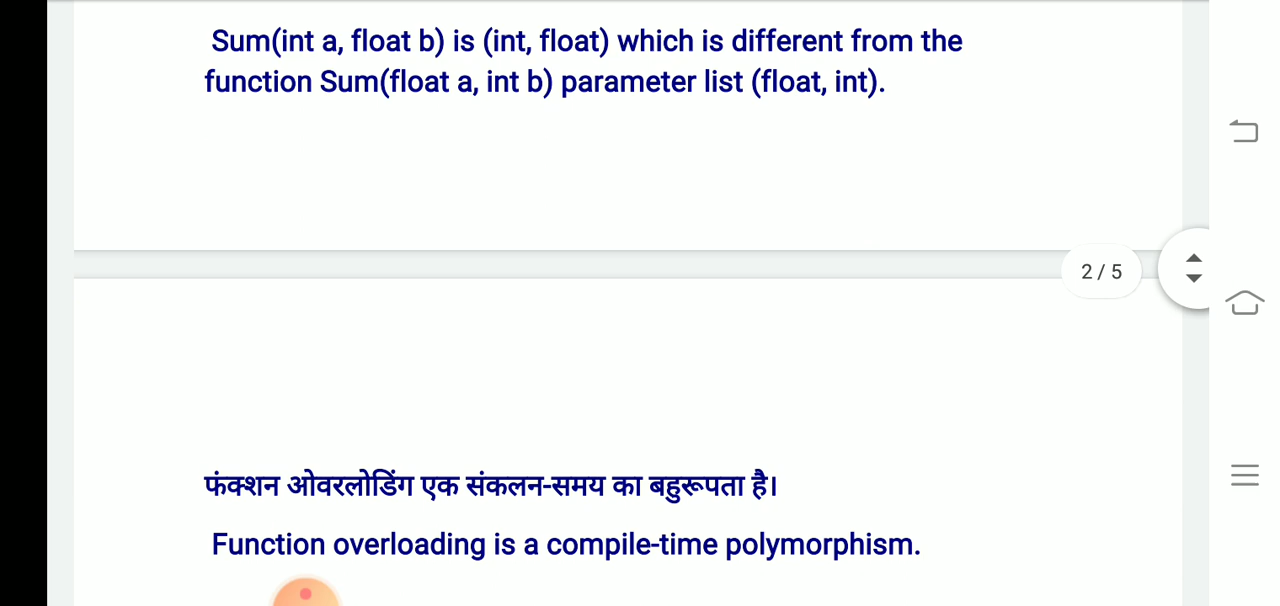 Sum(int a, float b) is (int, float) which is different from the
function Sum(float a, int b) parameter list (float, int).
2 / 5
फंक्शन ओवरलोडिंग एक संकलन-समय का बहुरूपता है।
Function overloading is a compile-time polymorphism.